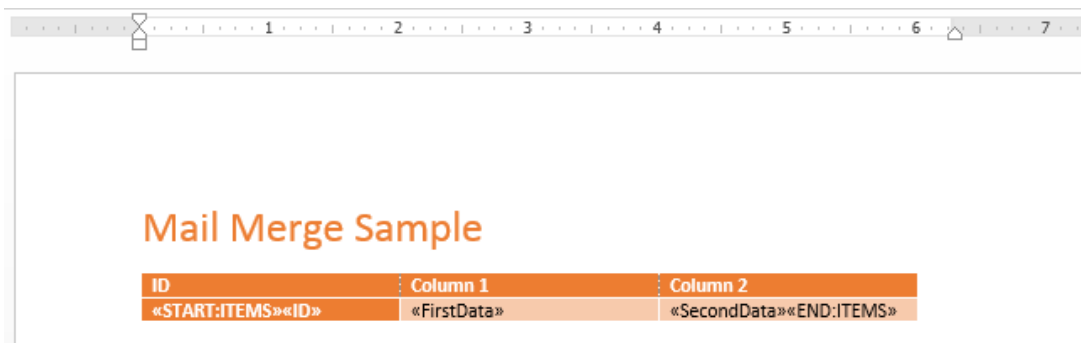 1 2 3 4 5 6 7
Mail Merge Sample
ID Column 1 Column 2
«START:ITEMS»«ID» «FirstData» «SecondData»«END:ITEMS»